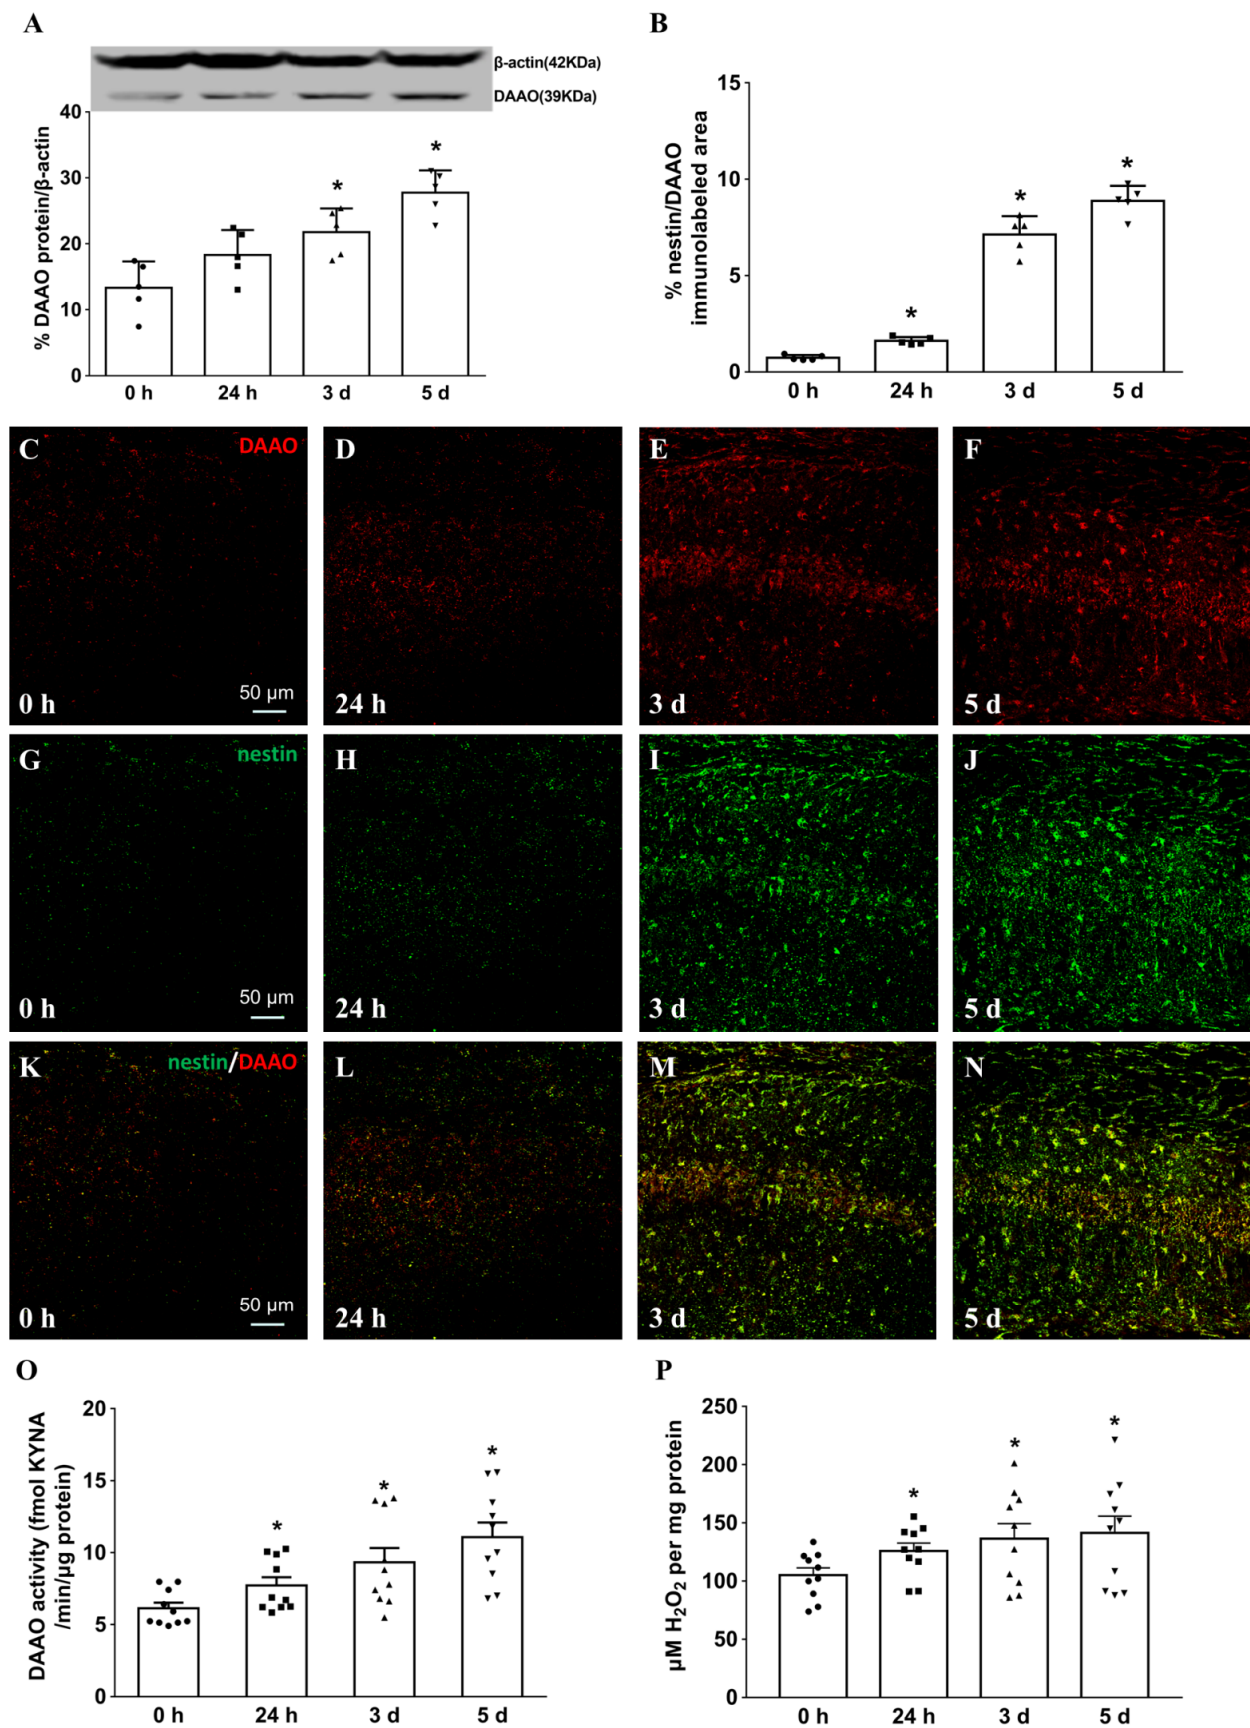 A
β-actin(42KDa)
DAAO(39KDa)
% DAAO protein/β-actin
40
30
20
10
0
*
*
0 h
24 h
3 d
5 d
B
% nestin/DAAO
immunolabeled area
15
10
5
0
*
*
*
0 h
24 h
3 d
5 d
C
DAAO
0 h
50 µm
D
24 h
E
3 d
F
5 d
G
nestin
0 h
50 µm
H
24 h
I
3 d
J
5 d
K
nestin/DAAO
0 h
50 µm
L
24 h
M
3 d
N
5 d
O
DAAO activity (fmol KYNA
/min/µg protein)
20
15
10
5
0
*
*
*
0 h
24 h
3 d
5 d
P
µM H₂O₂ per mg protein
250
200
150
100
50
0
*
*
*
0 h
24 h
3 d
5 d